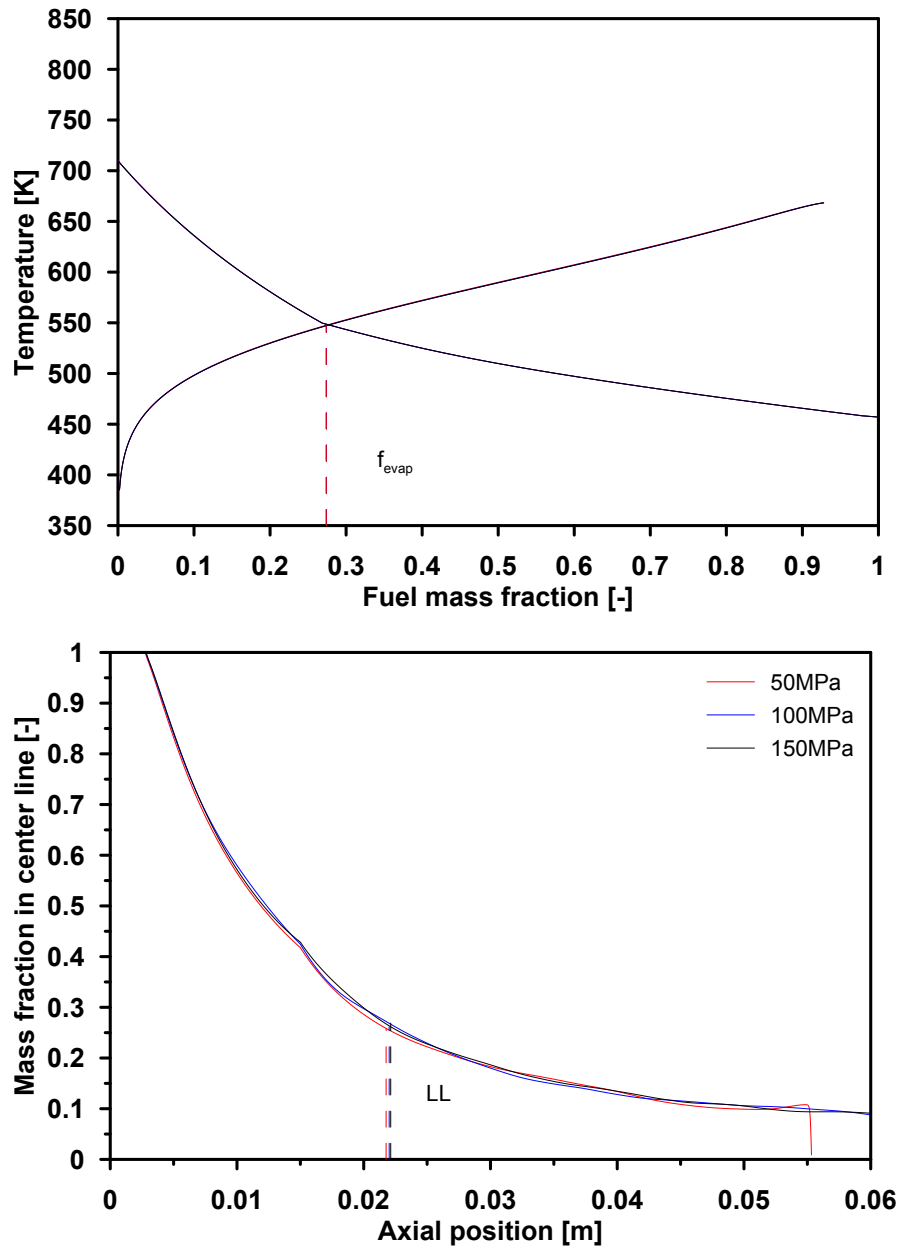 850
800
750
700
650
600
550
500
450
400
350
Temperature [K]
f_evap
0 0.1 0.2 0.3 0.4 0.5 0.6 0.7 0.8 0.9 1
Fuel mass fraction [-]
1
0.9
0.8
0.7
0.6
0.5
0.4
0.3
0.2
0.1
0
Mass fraction in center line [-]
50MPa
100MPa
150MPa
LL
0 0.01 0.02 0.03 0.04 0.05 0.06
Axial position [m]